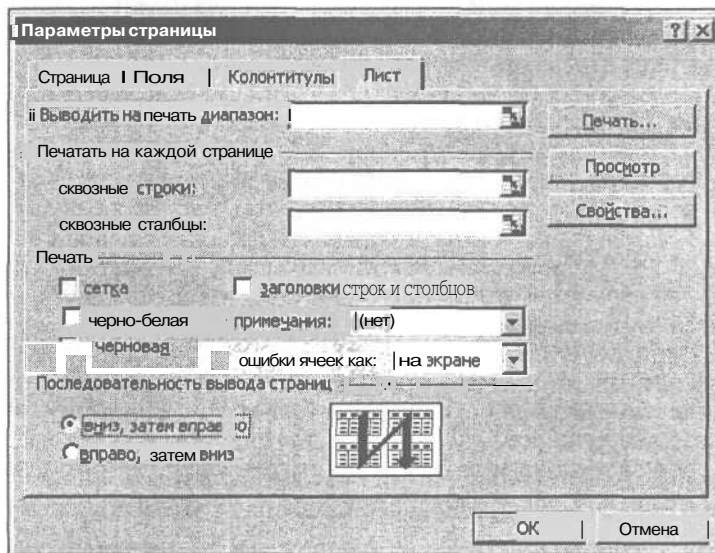 Параметры страницы
Страница Поля Колонтитулы Лист
Выводить на печать диапазон:
Печать...
Печатать на каждой странице
Просмотр
сквозные строки:
Свойства...
сквозные сталбцы:
Печать
сетка заголовки строк и столбцов
черно-белая примечания: (нет)
черновая
ошибки ячеек как: на экране
Последовательность вывода страниц
вниз, затем вправо
вправо, затем вниз
OK Отмена